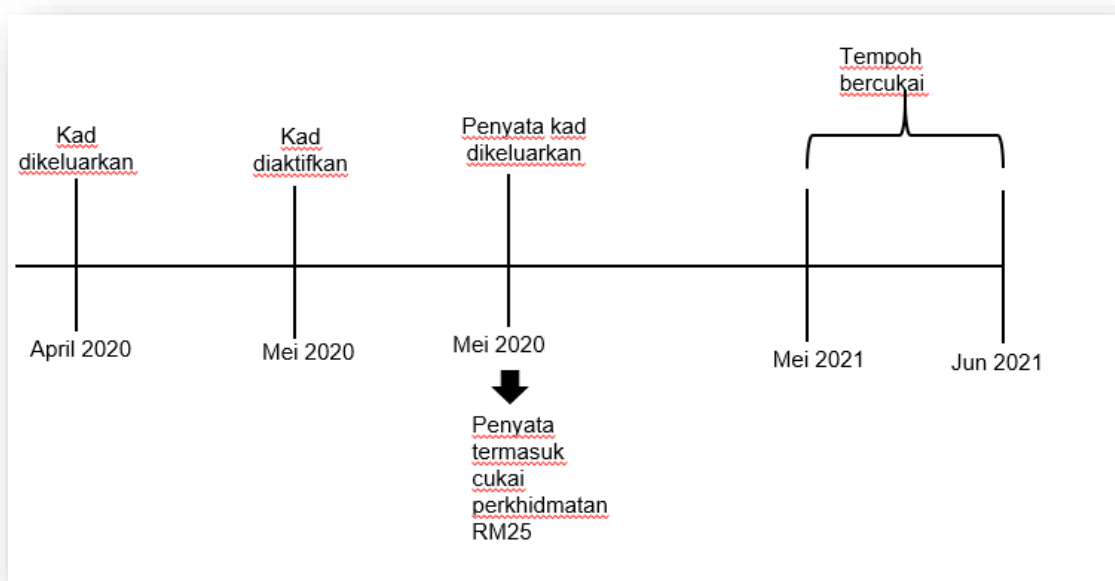 Kad
dikeluarkan
Kad
diaktifkan
Penyata kad
dikeluarkan
Tempoh
bercukai
April 2020
Mei 2020
Mei 2020
Mei 2021
Jun 2021
Penyata
termasuk
cukai
perkhidmatan
RM25